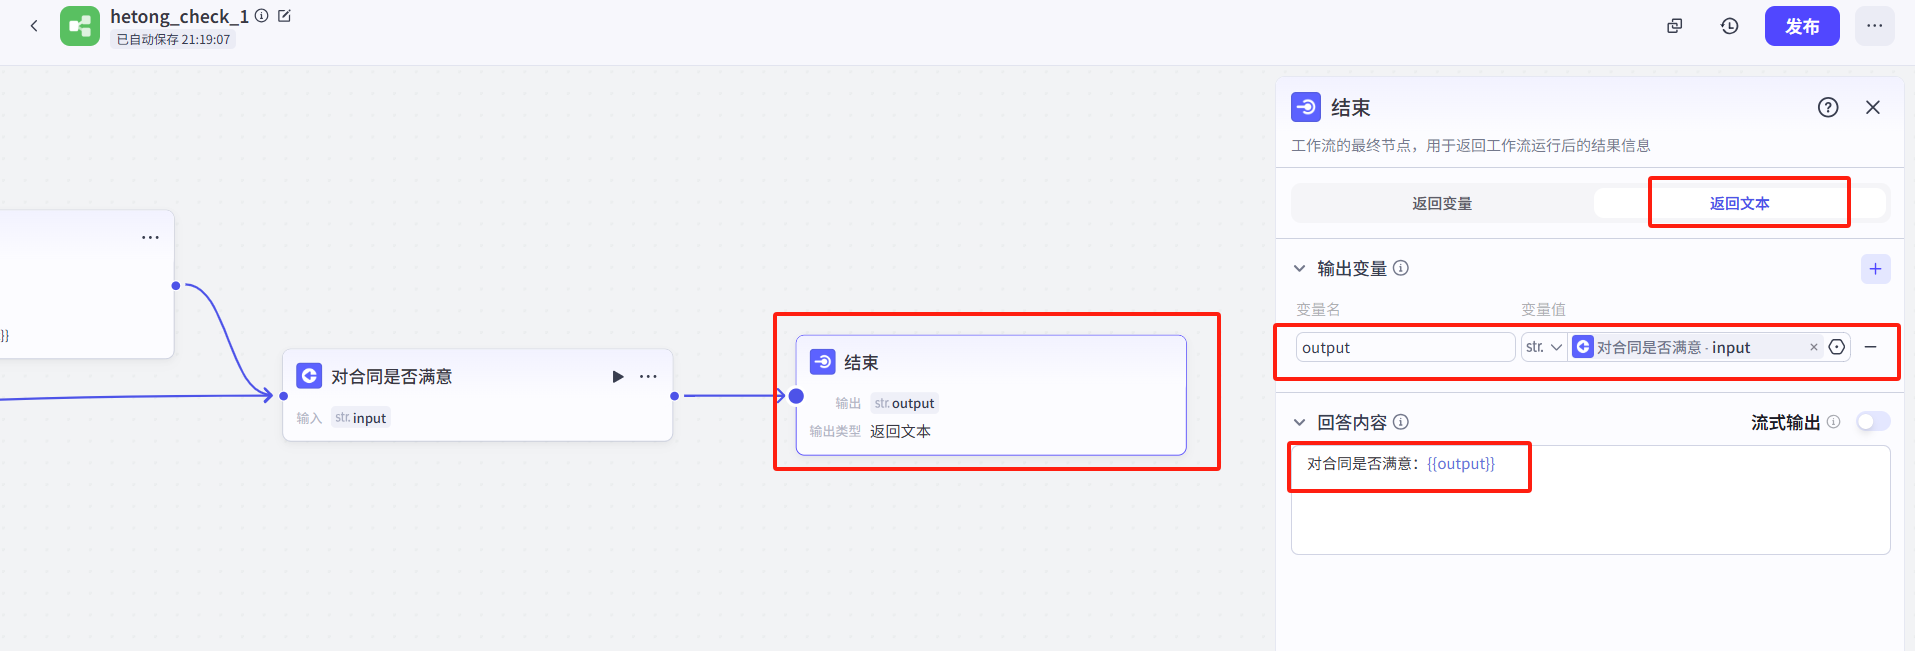 hetong_check_1
已自动保存 21:19:07
发布
}}
对合同是否满意
输入 str. input
结束
输出 str. output
输出类型 返回文本
结束
工作流的最终节点，用于返回工作流运行后的结果信息
返回变量 返回文本
输出变量
变量名 变量值
output str. 对合同是否满意 · input
回答内容 流式输出
对合同是否满意：{{output}}